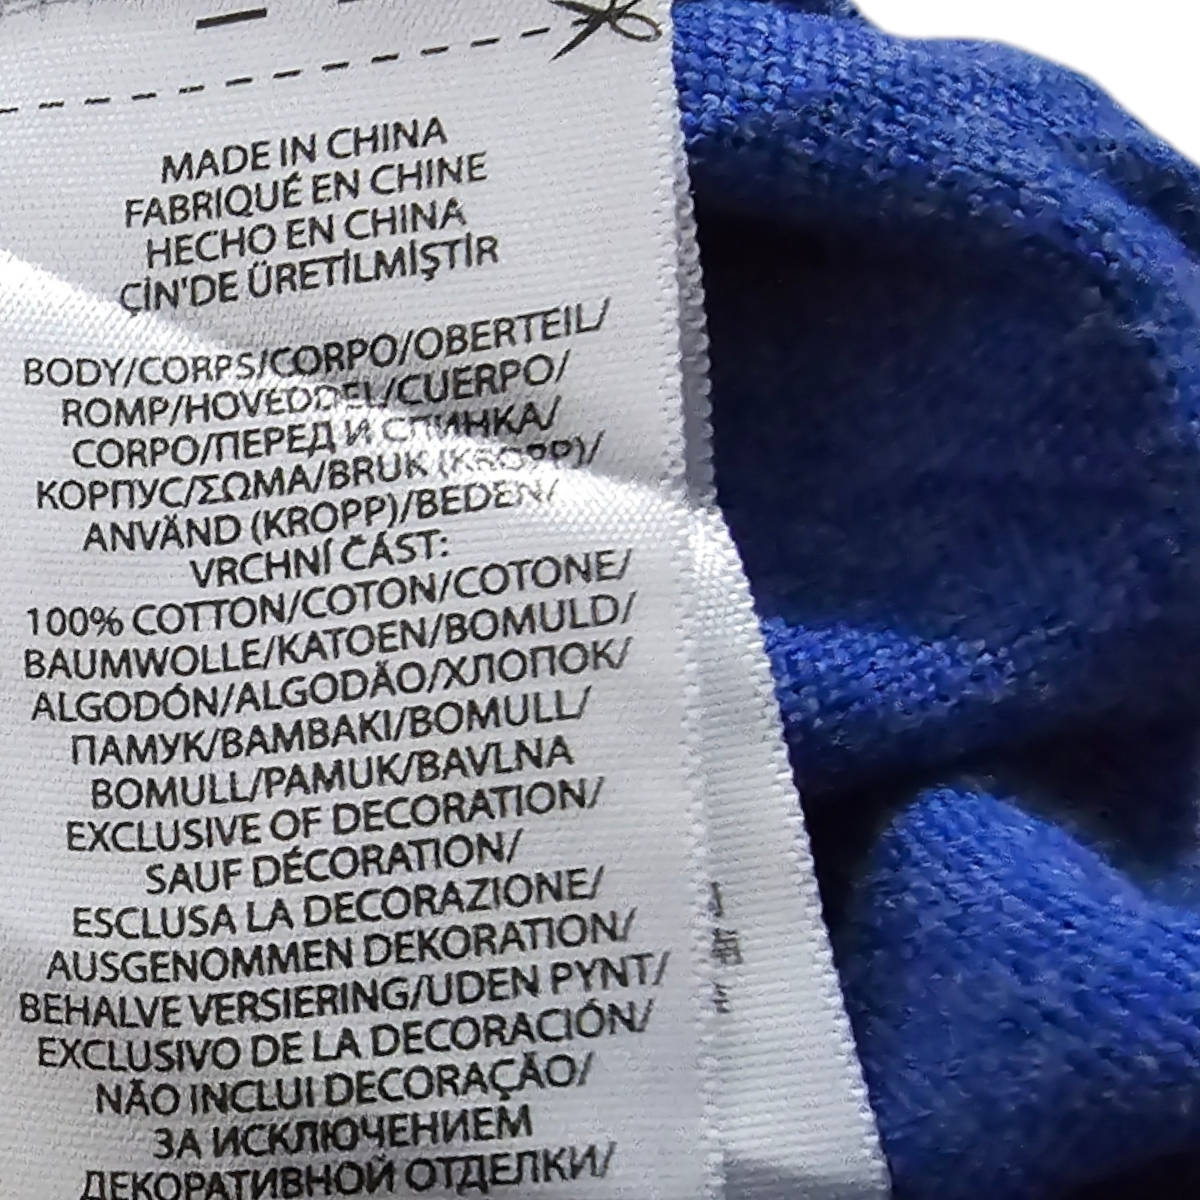 MADE IN CHINA
FABRIQUÉ EN CHINE
HECHO EN CHINA
ÇİN'DE ÜRETİLMİŞTİR
BODY/CORPS/CORPO/OBERTEIL/
ROMP/HOVEDDEL/CUERPO/
CORPO/ПЕРЕД И СПИНКА/
КОРПУС/ΣΩΜΑ/BRUK (KROPP)/
ANVÄND (KROPP)/BEDEN/
VRCHNÍ ČÁST:
100% COTTON/COTON/COTONE/
BAUMWOLLE/KATOEN/BOMULD/
ALGODÓN/ALGODÃO/ХЛОПОК/
ПАМУК/ΒΑΜΒΑΚΙ/BOMULL/
BOMULL/PAMUK/BAVLNA
EXCLUSIVE OF DECORATION/
SAUF DÉCORATION/
ESCLUSA LA DECORAZIONE/
AUSGENOMMEN DEKORATION/
BEHALVE VERSIERING/UDEN PYNT/
EXCLUSIVO DE LA DECORACIÓN/
NÃO INCLUI DECORAÇÃO/
ЗА ИСКЛЮЧЕНИЕМ
ДЕКОРАТИВНОЙ ОТДЕЛКИ/